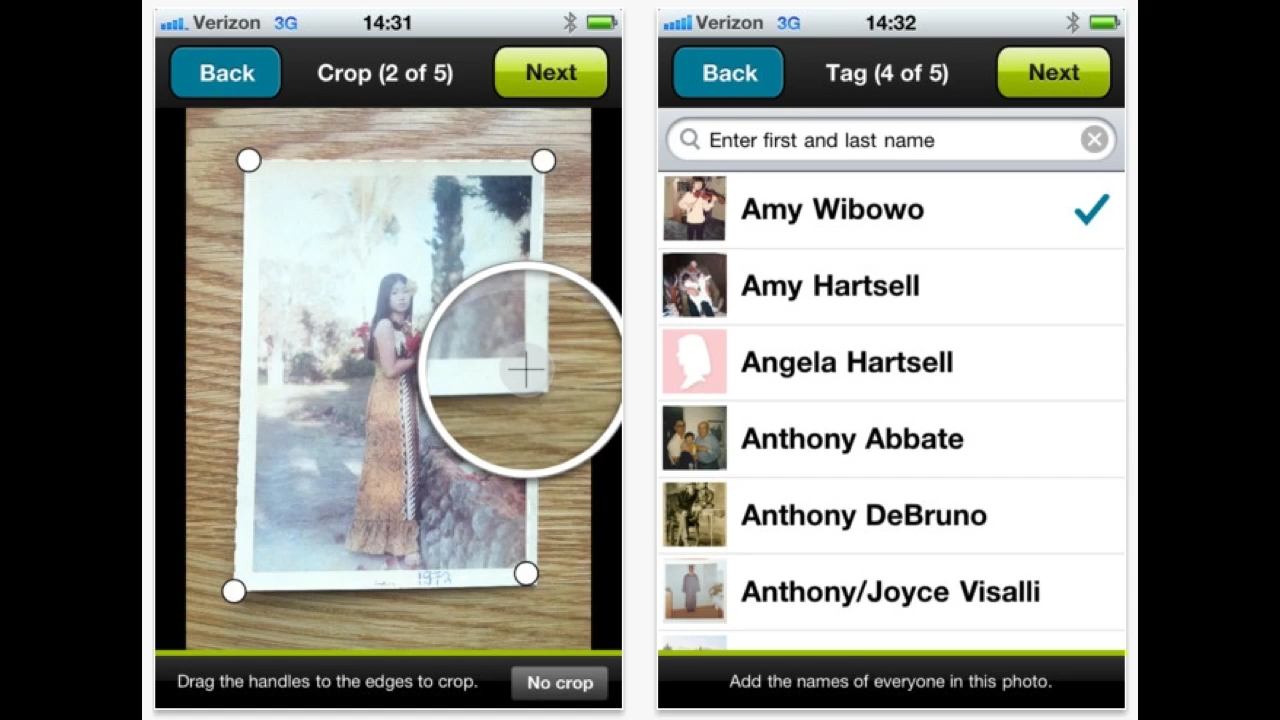 Verizon 3G 14:31
Back Crop (2 of 5) Next
1972
Drag the handles to the edges to crop. No crop
Verizon 3G 14:32
Back Tag (4 of 5) Next
Enter first and last name
Amy Wibowo
Amy Hartsell
Angela Hartsell
Anthony Abbate
Anthony DeBruno
Anthony/Joyce Visalli
Add the names of everyone in this photo.